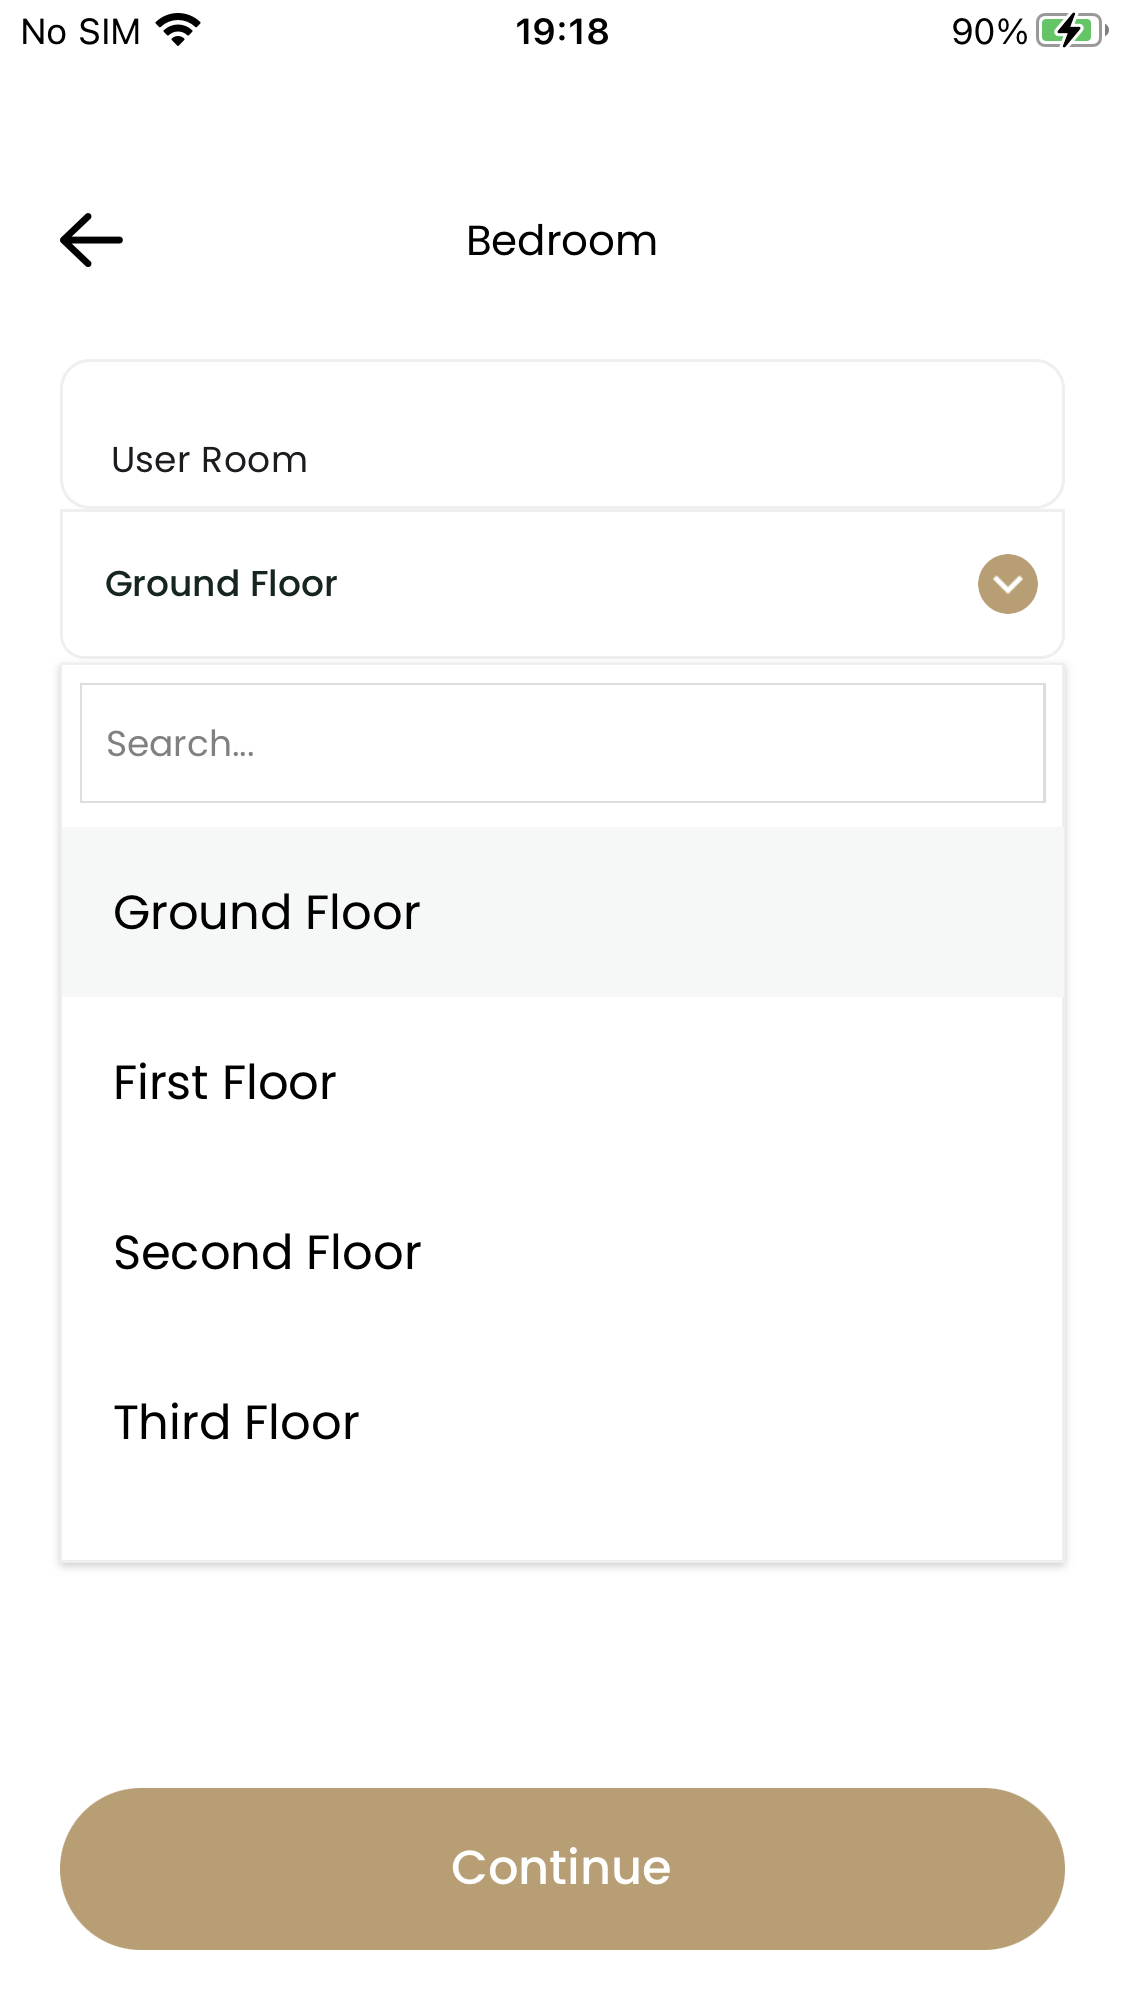 No SIM 19:18 90%
Bedroom
User Room
Ground Floor
Search...
Ground Floor
First Floor
Second Floor
Third Floor
Continue